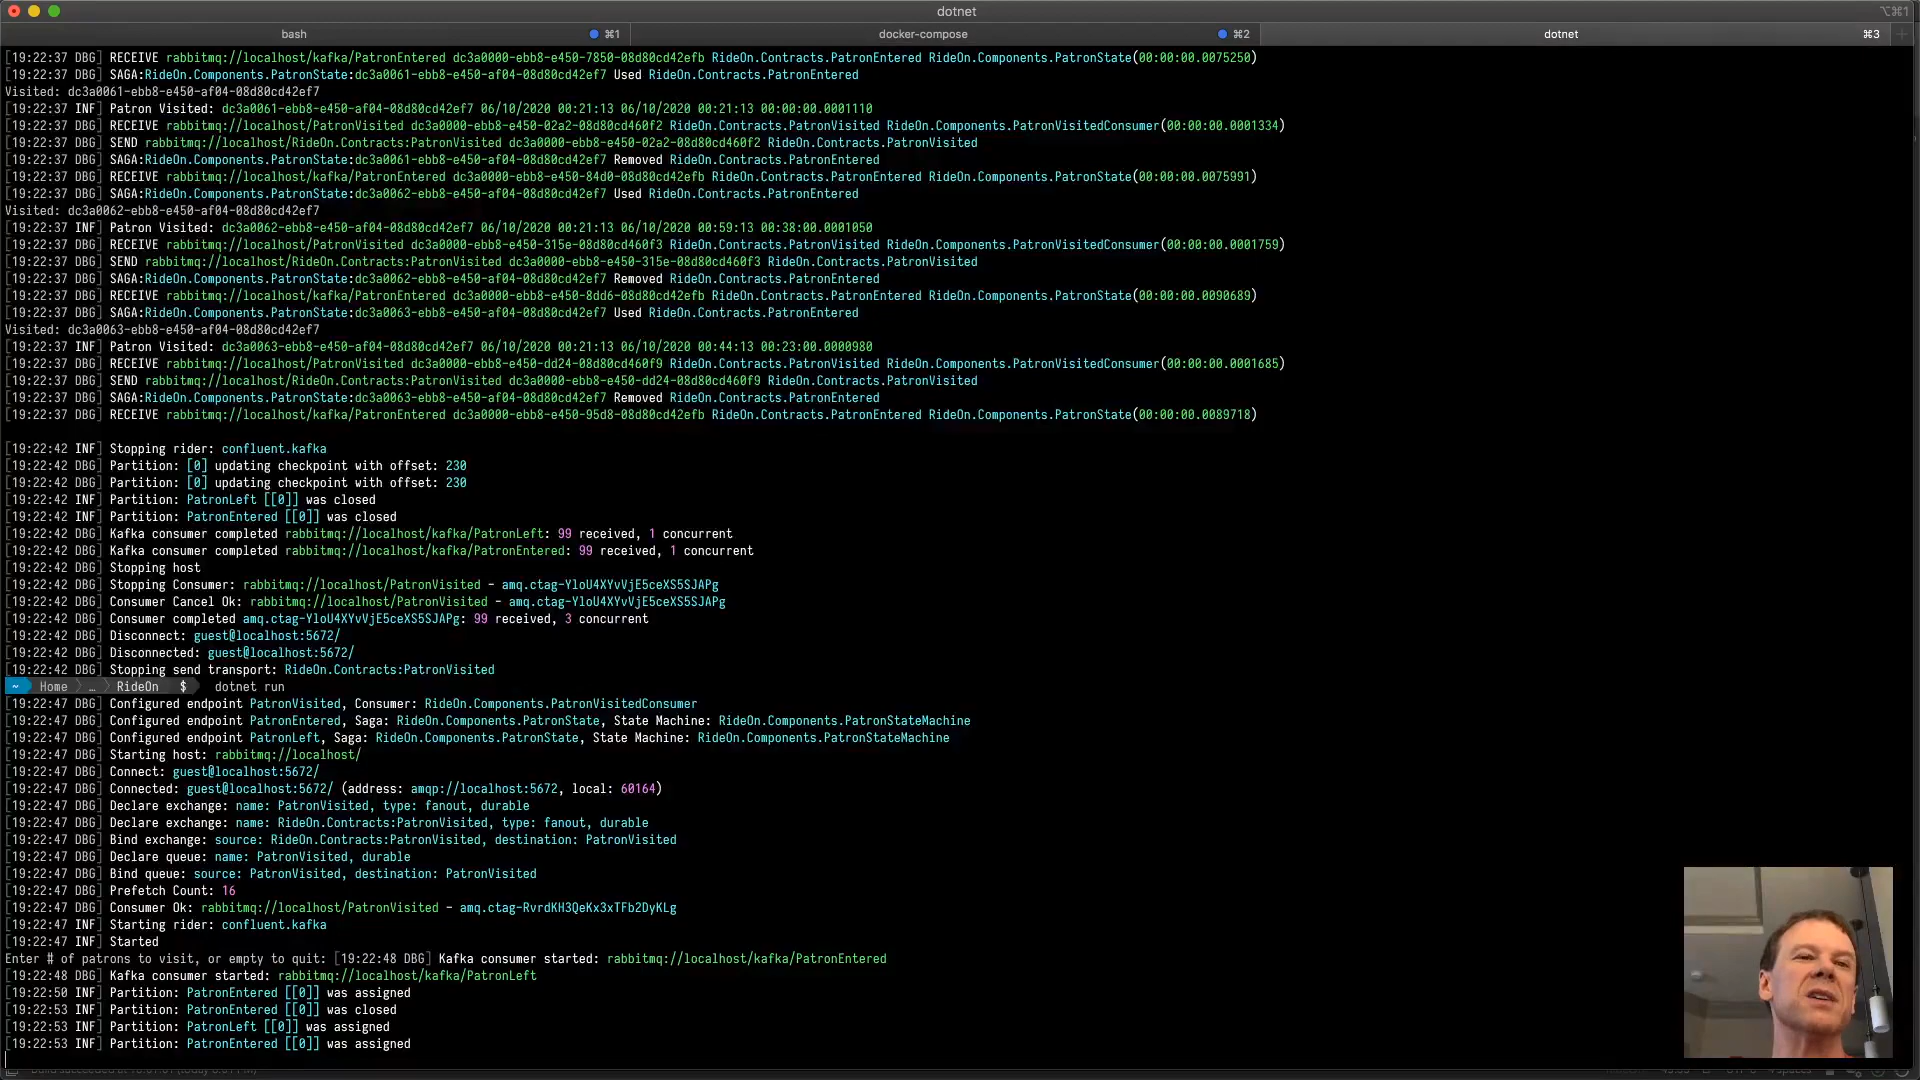 dotnet
⌥⌘1
bash ⌘1 docker-compose ⌘2 dotnet ⌘3
[19:22:37 DBG] RECEIVE rabbitmq://localhost/kafka/PatronEntered dc3a0000-ebb8-e450-7850-08d80cd42efb RideOn.Contracts.PatronEntered RideOn.Components.PatronState(00:00:00.0075250)
[19:22:37 DBG] SAGA:RideOn.Components.PatronState:dc3a0061-ebb8-e450-af04-08d80cd42ef7 Used RideOn.Contracts.PatronEntered
Visited: dc3a0061-ebb8-e450-af04-08d80cd42ef7
[19:22:37 INF] Patron Visited: dc3a0061-ebb8-e450-af04-08d80cd42ef7 06/10/2020 00:21:13 06/10/2020 00:21:13 00:00:00.0001110
[19:22:37 DBG] RECEIVE rabbitmq://localhost/PatronVisited dc3a0000-ebb8-e450-02a2-08d80cd460f2 RideOn.Contracts.PatronVisited RideOn.Components.PatronVisitedConsumer(00:00:00.0001334)
[19:22:37 DBG] SEND rabbitmq://localhost/RideOn.Contracts:PatronVisited dc3a0000-ebb8-e450-02a2-08d80cd460f2 RideOn.Contracts.PatronVisited
[19:22:37 DBG] SAGA:RideOn.Components.PatronState:dc3a0061-ebb8-e450-af04-08d80cd42ef7 Removed RideOn.Contracts.PatronEntered
[19:22:37 DBG] RECEIVE rabbitmq://localhost/kafka/PatronEntered dc3a0000-ebb8-e450-84d0-08d80cd42efb RideOn.Contracts.PatronEntered RideOn.Components.PatronState(00:00:00.0075991)
[19:22:37 DBG] SAGA:RideOn.Components.PatronState:dc3a0062-ebb8-e450-af04-08d80cd42ef7 Used RideOn.Contracts.PatronEntered
Visited: dc3a0062-ebb8-e450-af04-08d80cd42ef7
[19:22:37 INF] Patron Visited: dc3a0062-ebb8-e450-af04-08d80cd42ef7 06/10/2020 00:21:13 06/10/2020 00:59:13 00:38:00.0001050
[19:22:37 DBG] RECEIVE rabbitmq://localhost/PatronVisited dc3a0000-ebb8-e450-315e-08d80cd460f3 RideOn.Contracts.PatronVisited RideOn.Components.PatronVisitedConsumer(00:00:00.0001759)
[19:22:37 DBG] SEND rabbitmq://localhost/RideOn.Contracts:PatronVisited dc3a0000-ebb8-e450-315e-08d80cd460f3 RideOn.Contracts.PatronVisited
[19:22:37 DBG] SAGA:RideOn.Components.PatronState:dc3a0062-ebb8-e450-af04-08d80cd42ef7 Removed RideOn.Contracts.PatronEntered
[19:22:37 DBG] RECEIVE rabbitmq://localhost/kafka/PatronEntered dc3a0000-ebb8-e450-8dd6-08d80cd42efb RideOn.Contracts.PatronEntered RideOn.Components.PatronState(00:00:00.0090689)
[19:22:37 DBG] SAGA:RideOn.Components.PatronState:dc3a0063-ebb8-e450-af04-08d80cd42ef7 Used RideOn.Contracts.PatronEntered
Visited: dc3a0063-ebb8-e450-af04-08d80cd42ef7
[19:22:37 INF] Patron Visited: dc3a0063-ebb8-e450-af04-08d80cd42ef7 06/10/2020 00:21:13 06/10/2020 00:44:13 00:23:00.0000980
[19:22:37 DBG] RECEIVE rabbitmq://localhost/PatronVisited dc3a0000-ebb8-e450-dd24-08d80cd460f9 RideOn.Contracts.PatronVisited RideOn.Components.PatronVisitedConsumer(00:00:00.0001685)
[19:22:37 DBG] SEND rabbitmq://localhost/RideOn.Contracts:PatronVisited dc3a0000-ebb8-e450-dd24-08d80cd460f9 RideOn.Contracts.PatronVisited
[19:22:37 DBG] SAGA:RideOn.Components.PatronState:dc3a0063-ebb8-e450-af04-08d80cd42ef7 Removed RideOn.Contracts.PatronEntered
[19:22:37 DBG] RECEIVE rabbitmq://localhost/kafka/PatronEntered dc3a0000-ebb8-e450-95d8-08d80cd42efb RideOn.Contracts.PatronEntered RideOn.Components.PatronState(00:00:00.0089718)
[19:22:42 INF] Stopping rider: confluent.kafka
[19:22:42 DBG] Partition: [0] updating checkpoint with offset: 230
[19:22:42 DBG] Partition: [0] updating checkpoint with offset: 230
[19:22:42 INF] Partition: PatronLeft [[0]] was closed
[19:22:42 INF] Partition: PatronEntered [[0]] was closed
[19:22:42 DBG] Kafka consumer completed rabbitmq://localhost/kafka/PatronLeft: 99 received, 1 concurrent
[19:22:42 DBG] Kafka consumer completed rabbitmq://localhost/kafka/PatronEntered: 99 received, 1 concurrent
[19:22:42 DBG] Stopping host
[19:22:42 DBG] Stopping Consumer: rabbitmq://localhost/PatronVisited - amq.ctag-YloU4XYvVjE5ceXS5SJAPg
[19:22:42 DBG] Consumer Cancel Ok: rabbitmq://localhost/PatronVisited - amq.ctag-YloU4XYvVjE5ceXS5SJAPg
[19:22:42 DBG] Consumer completed amq.ctag-YloU4XYvVjE5ceXS5SJAPg: 99 received, 3 concurrent
[19:22:42 DBG] Disconnect: guest@localhost:5672/
[19:22:42 DBG] Disconnected: guest@localhost:5672/
[19:22:42 DBG] Stopping send transport: RideOn.Contracts:PatronVisited
~ Home … RideOn $ dotnet run
[19:22:47 DBG] Configured endpoint PatronVisited, Consumer: RideOn.Components.PatronVisitedConsumer
[19:22:47 DBG] Configured endpoint PatronEntered, Saga: RideOn.Components.PatronState, State Machine: RideOn.Components.PatronStateMachine
[19:22:47 DBG] Configured endpoint PatronLeft, Saga: RideOn.Components.PatronState, State Machine: RideOn.Components.PatronStateMachine
[19:22:47 DBG] Starting host: rabbitmq://localhost/
[19:22:47 DBG] Connect: guest@localhost:5672/
[19:22:47 DBG] Connected: guest@localhost:5672/ (address: amqp://localhost:5672, local: 60164)
[19:22:47 DBG] Declare exchange: name: PatronVisited, type: fanout, durable
[19:22:47 DBG] Declare exchange: name: RideOn.Contracts:PatronVisited, type: fanout, durable
[19:22:47 DBG] Bind exchange: source: RideOn.Contracts:PatronVisited, destination: PatronVisited
[19:22:47 DBG] Declare queue: name: PatronVisited, durable
[19:22:47 DBG] Bind queue: source: PatronVisited, destination: PatronVisited
[19:22:47 DBG] Prefetch Count: 16
[19:22:47 DBG] Consumer Ok: rabbitmq://localhost/PatronVisited - amq.ctag-RvrdKH3QeKx3xTFb2DyKLg
[19:22:47 INF] Starting rider: confluent.kafka
[19:22:47 INF] Started
Enter # of patrons to visit, or empty to quit: [19:22:48 DBG] Kafka consumer started: rabbitmq://localhost/kafka/PatronEntered
[19:22:48 DBG] Kafka consumer started: rabbitmq://localhost/kafka/PatronLeft
[19:22:50 INF] Partition: PatronEntered [[0]] was assigned
[19:22:53 INF] Partition: PatronEntered [[0]] was closed
[19:22:53 INF] Partition: PatronLeft [[0]] was assigned
[19:22:53 INF] Partition: PatronEntered [[0]] was assigned